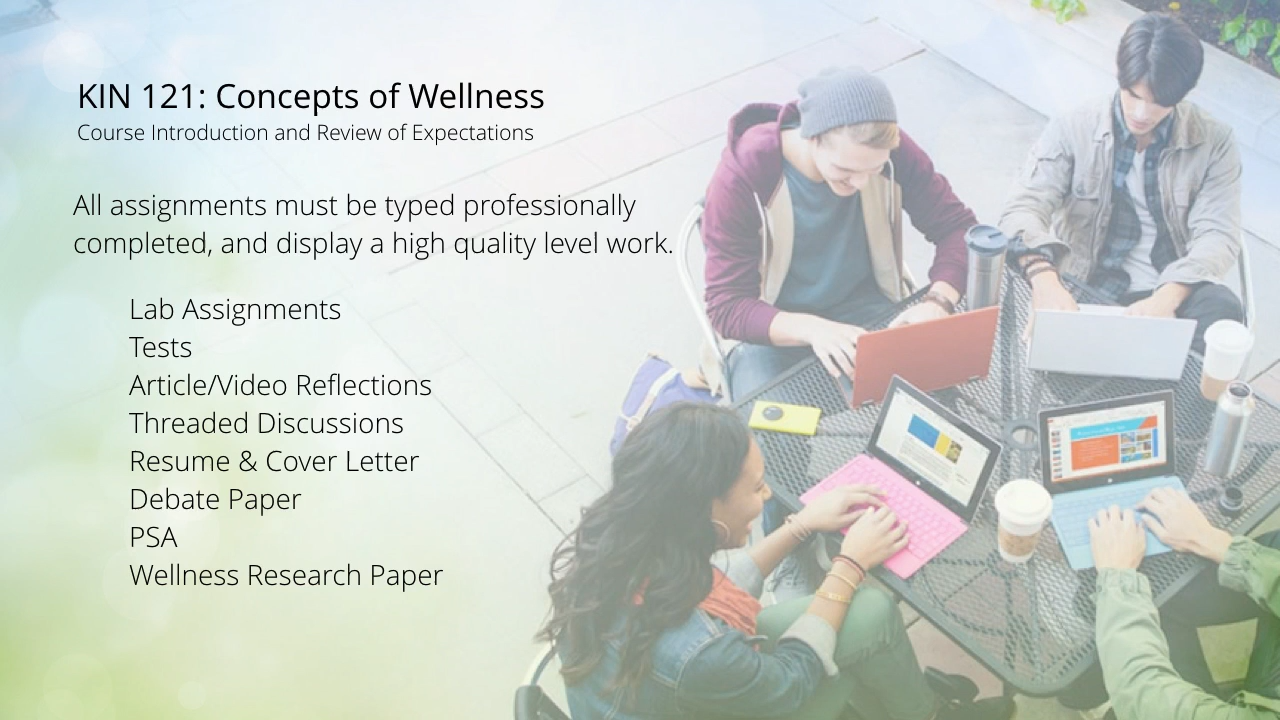 KIN 121: Concepts of Wellness
Course Introduction and Review of Expectations
All assignments must be typed professionally
completed, and display a high quality level work.
Lab Assignments
Tests
Article/Video Reflections
Threaded Discussions
Resume & Cover Letter
Debate Paper
PSA
Wellness Research Paper